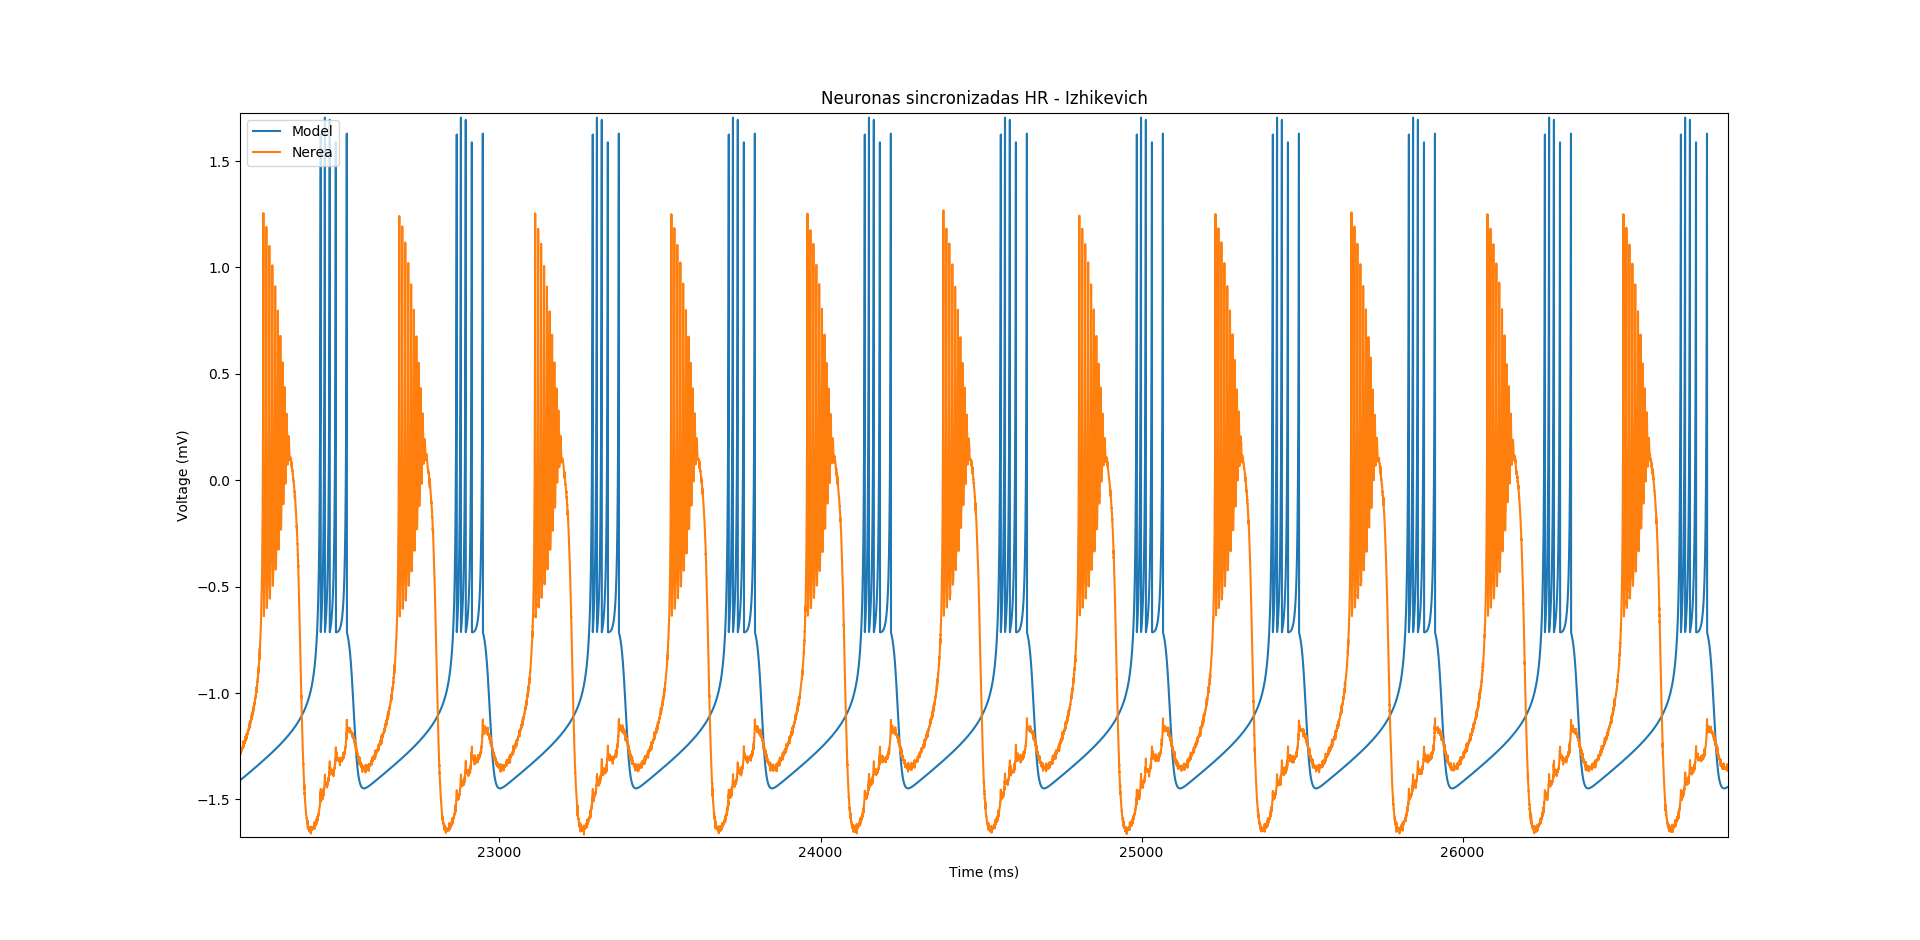 Neuronas sincronizadas HR - Izhikevich
Model
Nerea
Voltage (mV)
1.5
1.0
0.5
0.0
−0.5
−1.0
−1.5
23000
24000
25000
26000
Time (ms)